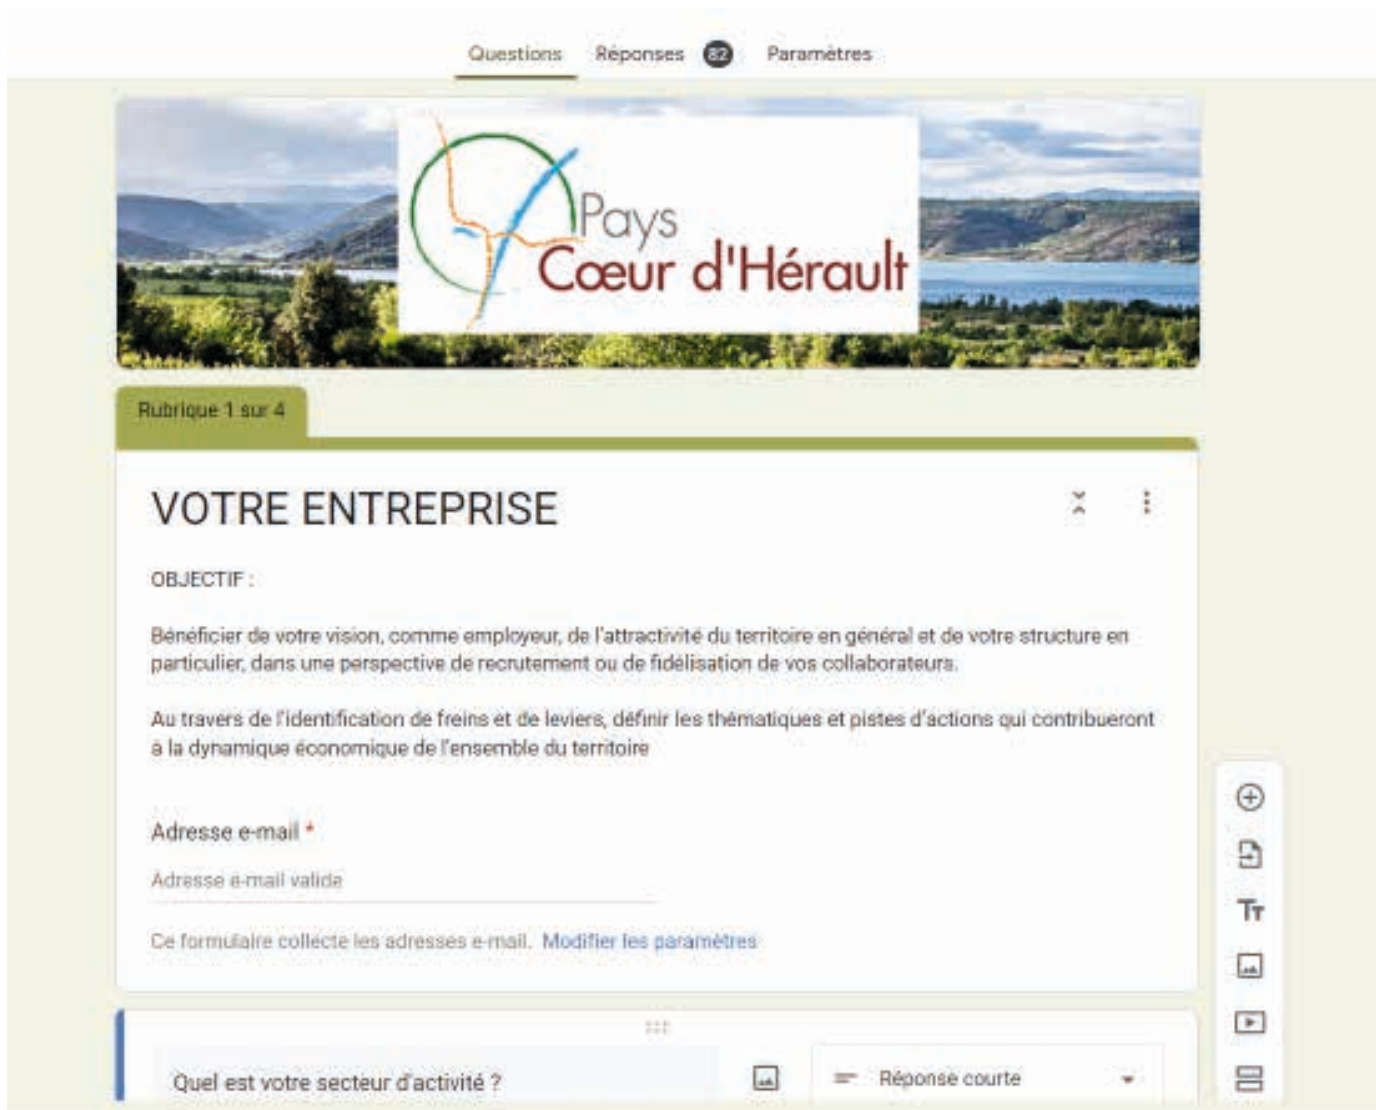 Questions Réponses 82 Paramètres
Pays
Cœur d'Hérault
Rubrique 1 sur 4
VOTRE ENTREPRISE
OBJECTIF :
Bénéficier de votre vision, comme employeur, de l'attractivité du territoire en général et de votre structure en
particulier, dans une perspective de recrutement ou de fidélisation de vos collaborateurs.
Au travers de l'identification de freins et de leviers, définir les thématiques et pistes d'actions qui contribueront
à la dynamique économique de l'ensemble du territoire
Adresse e-mail *
Adresse e-mail valide
Ce formulaire collecte les adresses e-mail. Modifier les paramètres
Quel est votre secteur d'activité ? Réponse courte